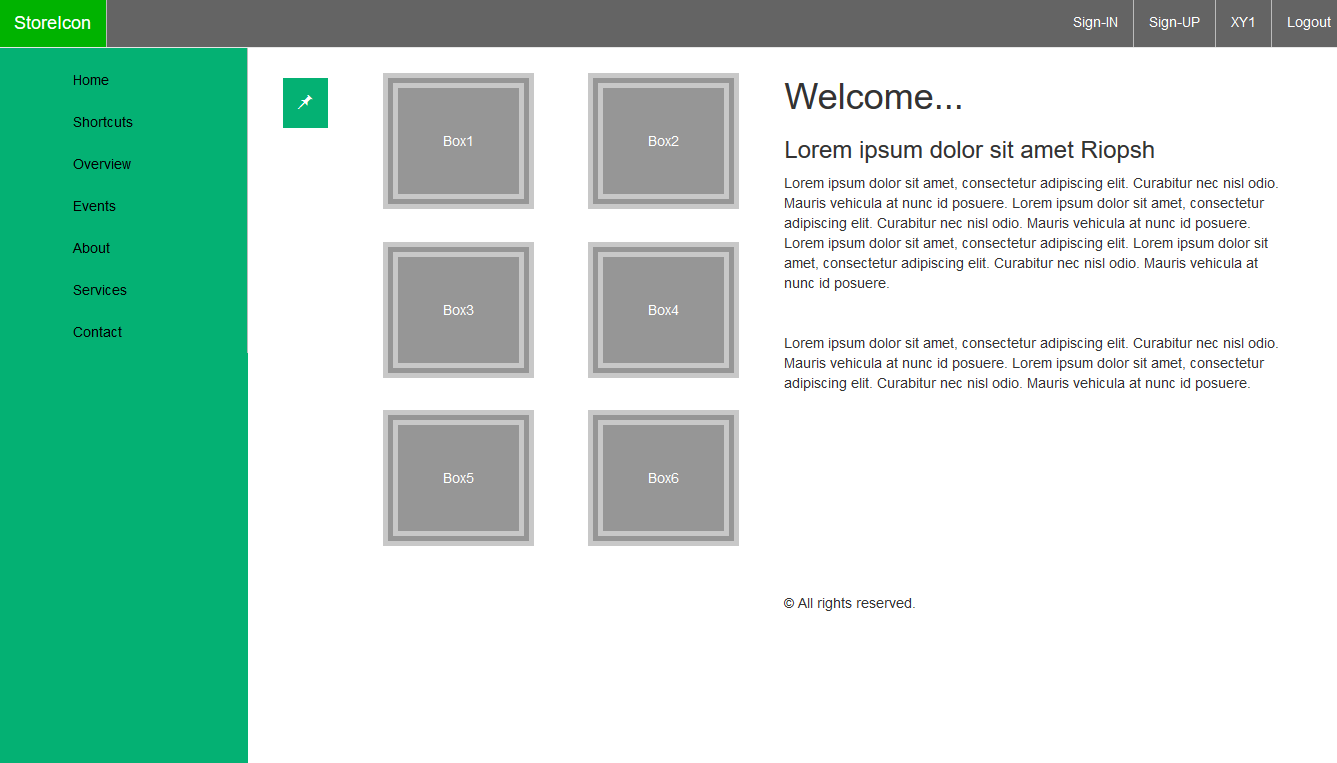 StoreIcon
Sign-IN
Sign-UP
XY1
Logout
Home
Shortcuts
Overview
Events
About
Services
Contact
Box1
Box2
Box3
Box4
Box5
Box6
Welcome...
Lorem ipsum dolor sit amet Riopsh
Lorem ipsum dolor sit amet, consectetur adipiscing elit. Curabitur nec nisl odio.
Mauris vehicula at nunc id posuere. Lorem ipsum dolor sit amet, consectetur
adipiscing elit. Curabitur nec nisl odio. Mauris vehicula at nunc id posuere.
Lorem ipsum dolor sit amet, consectetur adipiscing elit. Lorem ipsum dolor sit
amet, consectetur adipiscing elit. Curabitur nec nisl odio. Mauris vehicula at
nunc id posuere.
Lorem ipsum dolor sit amet, consectetur adipiscing elit. Curabitur nec nisl odio.
Mauris vehicula at nunc id posuere. Lorem ipsum dolor sit amet, consectetur
adipiscing elit. Curabitur nec nisl odio. Mauris vehicula at nunc id posuere.
© All rights reserved.